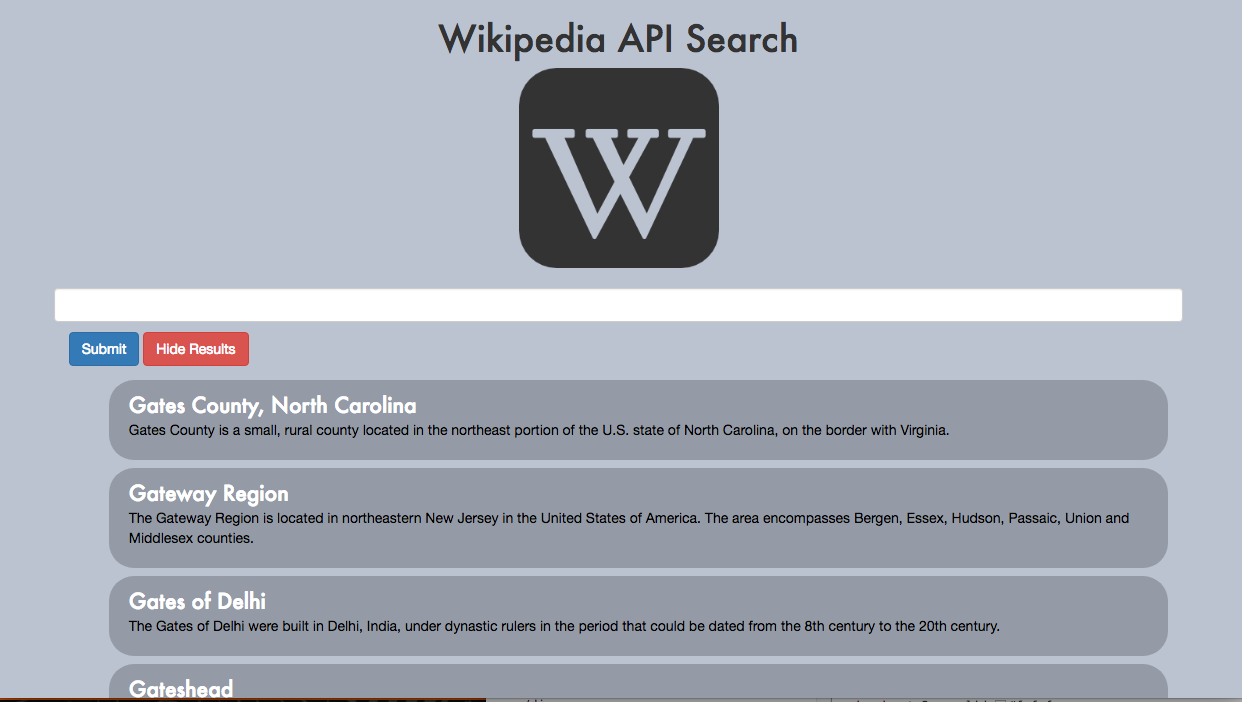 Wikipedia API Search
W
Submit
Hide Results
Gates County, North Carolina
Gates County is a small, rural county located in the northeast portion of the U.S. state of North Carolina, on the border with Virginia.
Gateway Region
The Gateway Region is located in northeastern New Jersey in the United States of America. The area encompasses Bergen, Essex, Hudson, Passaic, Union and
Middlesex counties.
Gates of Delhi
The Gates of Delhi were built in Delhi, India, under dynastic rulers in the period that could be dated from the 8th century to the 20th century.
Gateshead